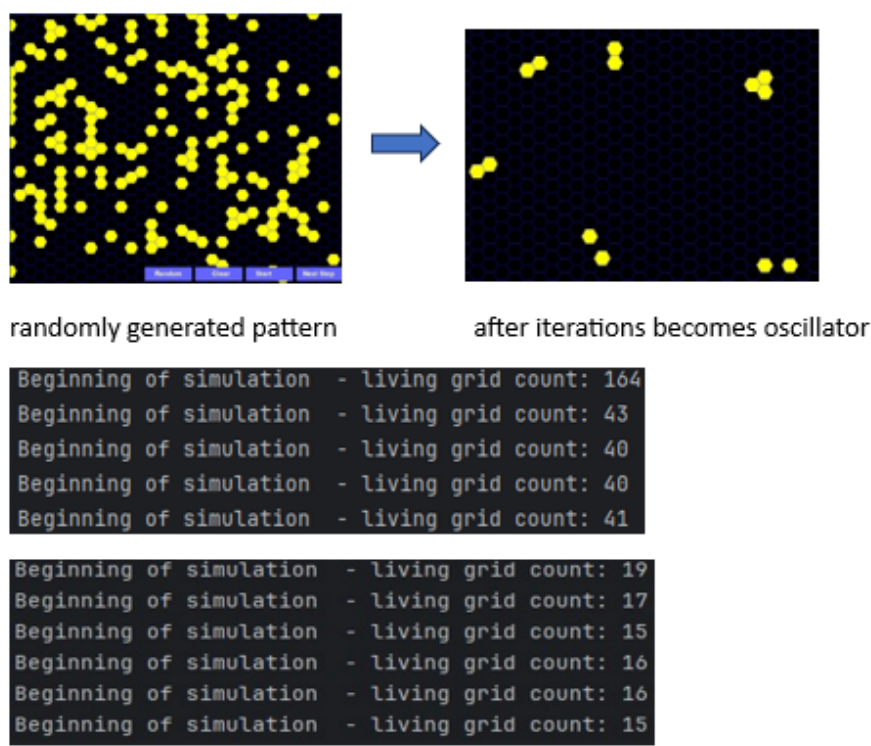 Random Clear Start Next Step
randomly generated pattern after iterations becomes oscillator
Beginning of simulation - living grid count: 164
Beginning of simulation - living grid count: 43
Beginning of simulation - living grid count: 40
Beginning of simulation - living grid count: 40
Beginning of simulation - living grid count: 41
Beginning of simulation - living grid count: 19
Beginning of simulation - living grid count: 17
Beginning of simulation - living grid count: 15
Beginning of simulation - living grid count: 16
Beginning of simulation - living grid count: 16
Beginning of simulation - living grid count: 15